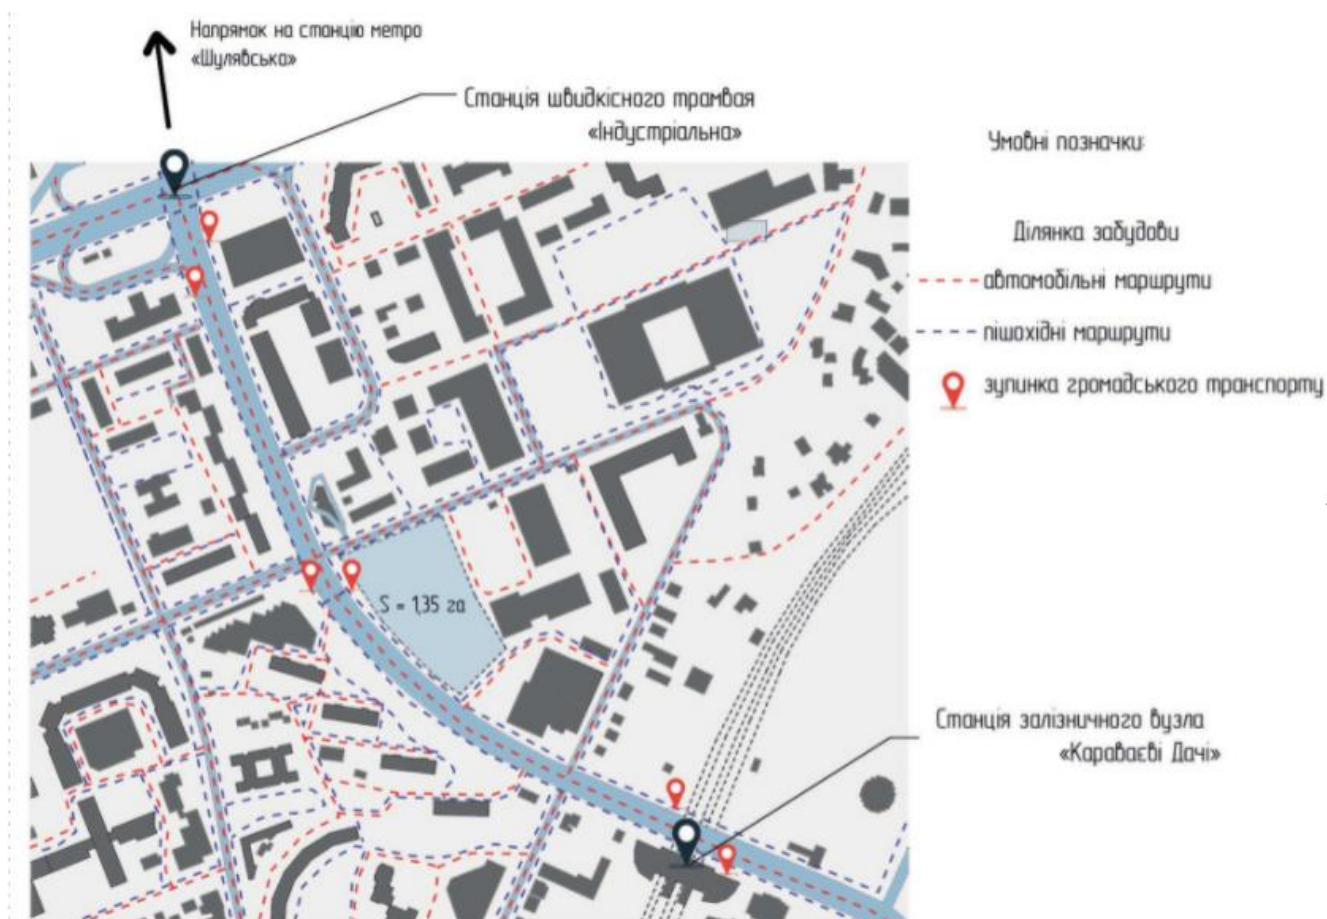 Напрямок на станцію метро
«Шулявська»
Станція швидкісного трамвая
«Індустріальна»
Умовні позначки:
Ділянка забудови
автомобільні маршрути
пішохідні маршрути
зупинка громадського транспорту
S = 1,35 га
Станція залізничного вузла
«Караваєві Дачі»